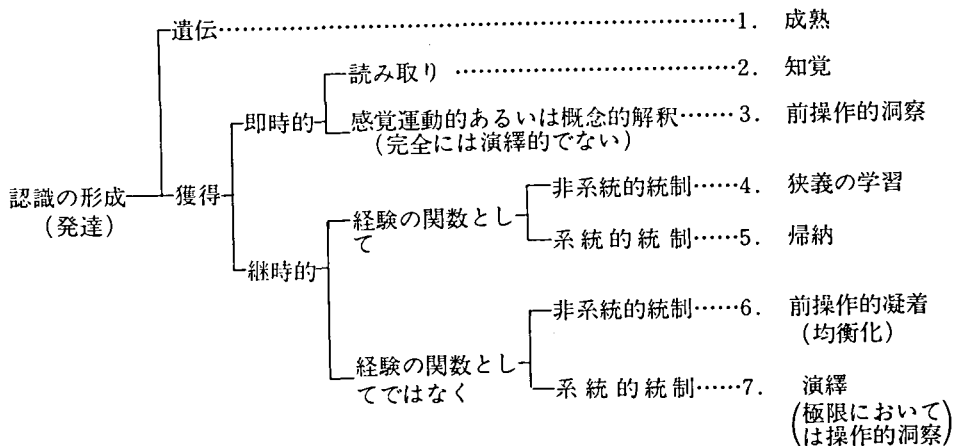 遺伝……1. 成熟
読み取り……2. 知覚
即時的
感覚運動的あるいは概念的解釈……3. 前操作的洞察
(完全には演繹的でない)
認識の形成
(発達)
獲得
非系統的統制……4. 狭義の学習
経験の関数とし
て
系統的統制……5. 帰納
継時的
非系統的統制……6. 前操作的凝着
(均衡化)
経験の関数とし
てではなく
系統的統制……7. 演繹
(極限において
は操作的洞察)